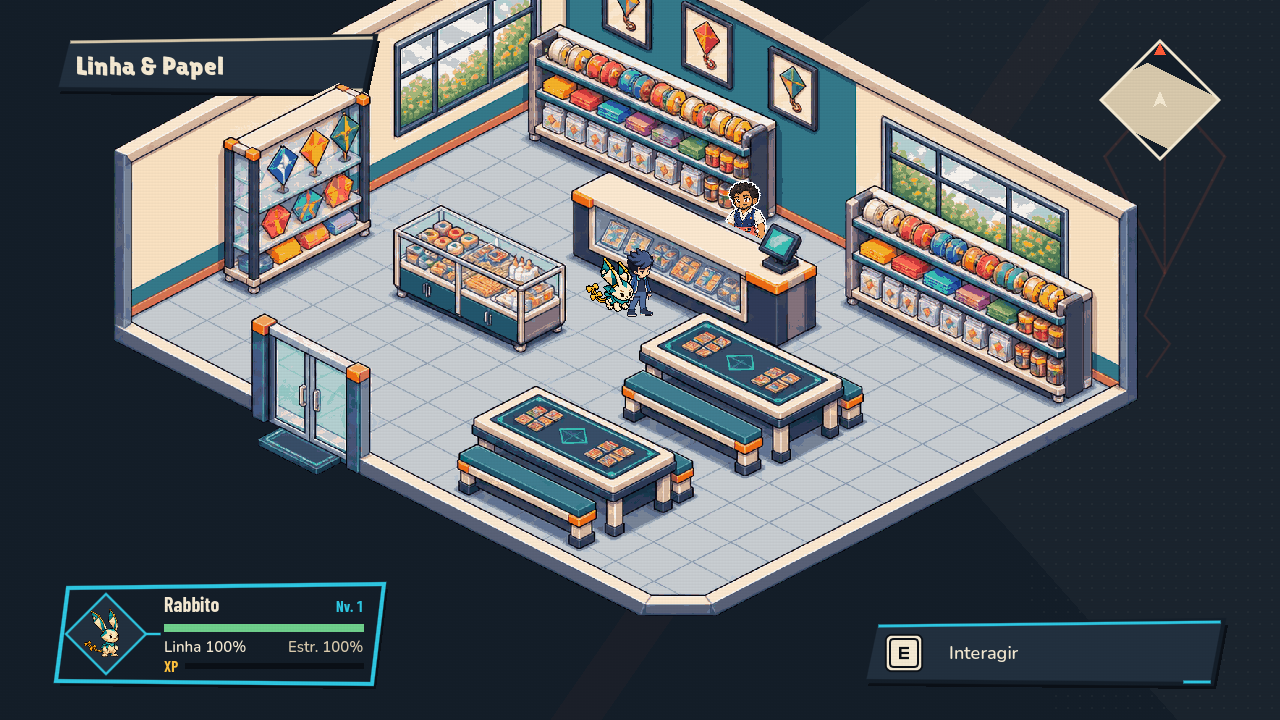 Linha & Papel
Rabbito
Nv. 1
Linha 100%
Estr. 100%
XP
E
Interagir